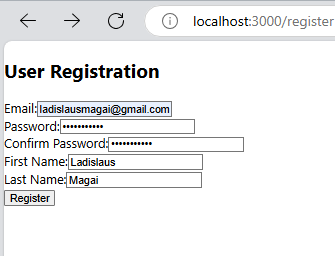 localhost:3000/register
User Registration
Email:ladislausmagai@gmail.com
Password:•••••••••••
Confirm Password:•••••••••••
First Name:Ladislaus
Last Name:Magai
Register